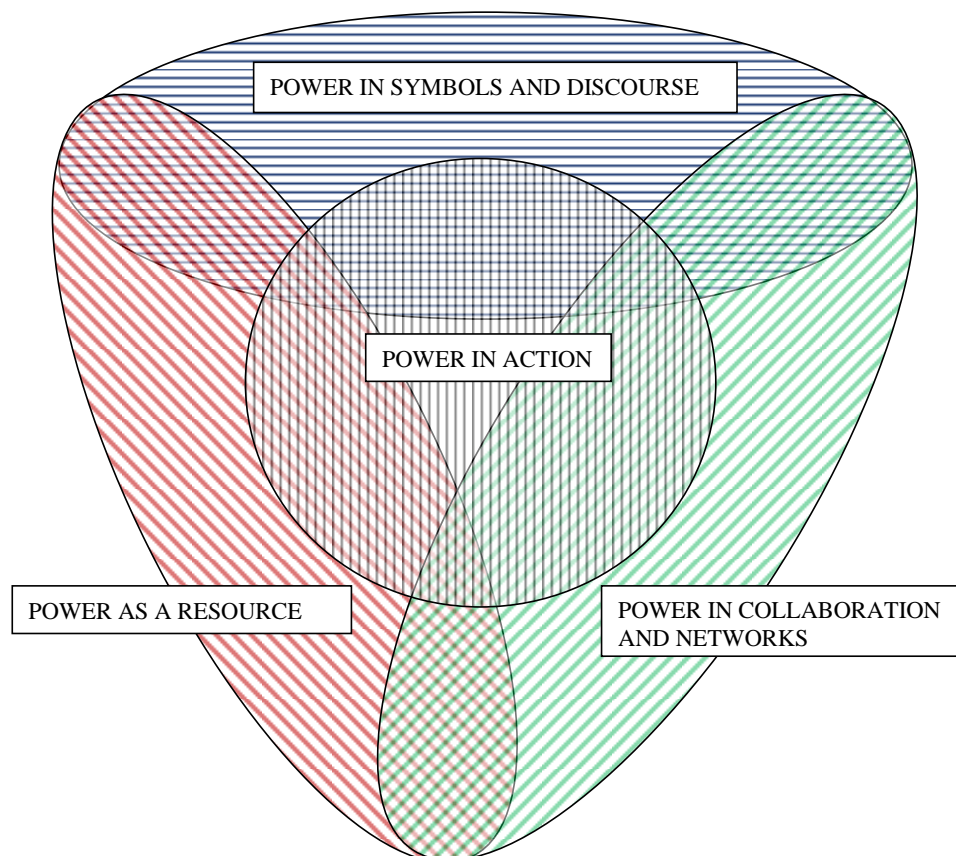 POWER IN SYMBOLS AND DISCOURSE
POWER IN ACTION
POWER AS A RESOURCE
POWER IN COLLABORATION
AND NETWORKS